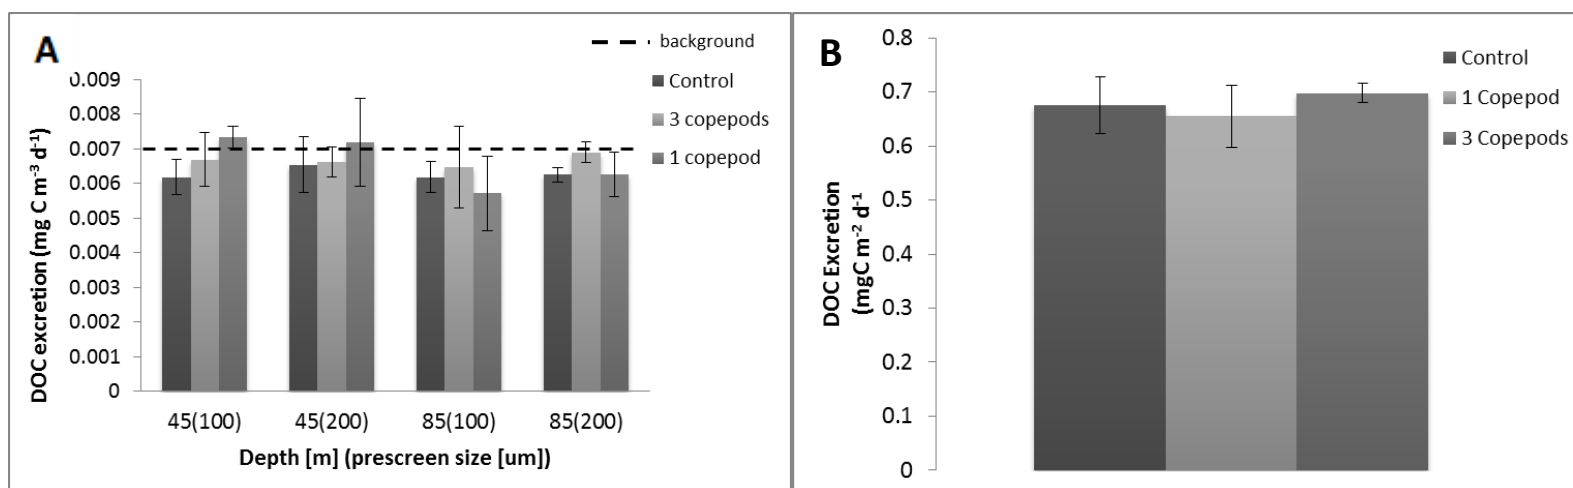 A
background
Control
3 copepods
1 copepod
0.009
0.008
0.007
0.006
0.005
0.004
0.003
0.002
0.001
0
DOC excretion (mg C m-3 d-1)
45(100) 45(200) 85(100) 85(200)
Depth [m] (prescreen size [um])
B
Control
1 Copepod
3 Copepods
0.8
0.7
0.6
0.5
0.4
0.3
0.2
0.1
0
DOC Excretion
(mgC m-2 d-1)